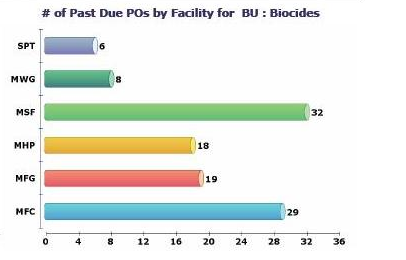 # of Past Due POs by Facility for BU : Biocides
SPT 6
MWG 8
MSF 32
MHP 18
MFG 19
MFC 29
0 4 8 12 16 20 24 28 32 36